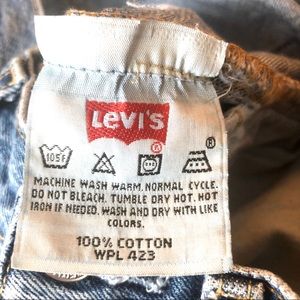 LEVI'S
®
105F
MACHINE WASH WARM. NORMAL CYCLE.
DO NOT BLEACH. TUMBLE DRY HOT. HOT
IRON IF NEEDED. WASH AND DRY WITH LIKE
COLORS.
100% COTTON
WPL 423